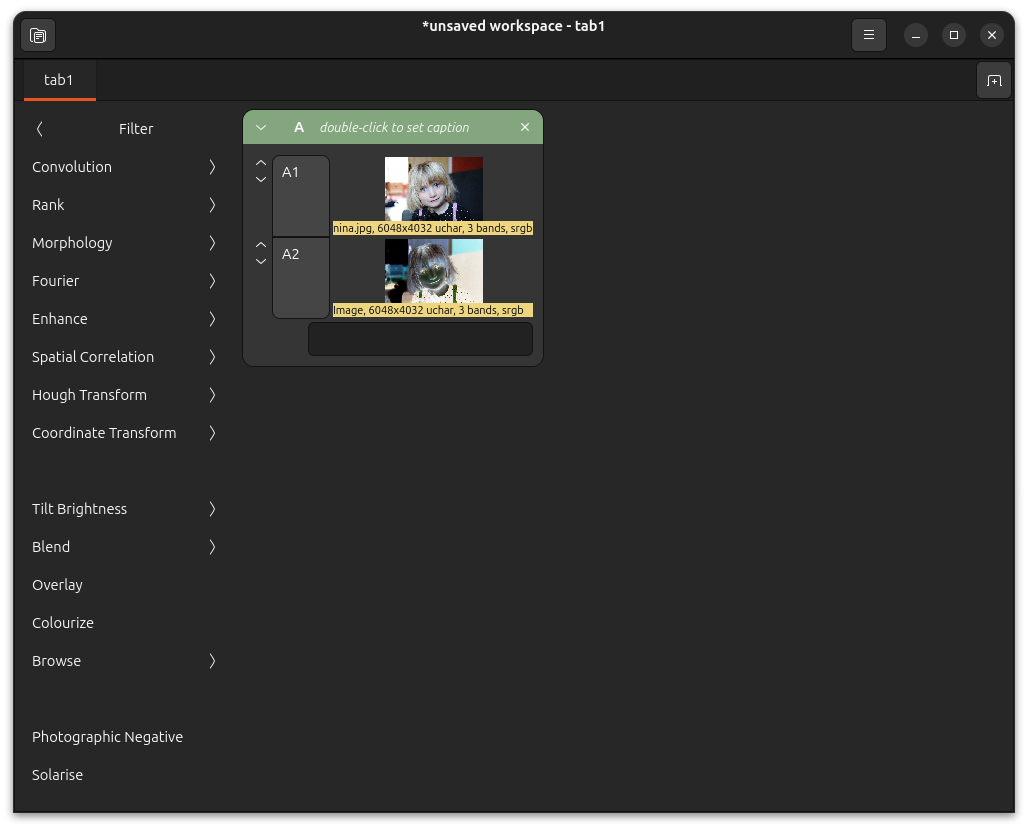 *unsaved workspace - tab1
tab1
Filter
Convolution
Rank
Morphology
Fourier
Enhance
Spatial Correlation
Hough Transform
Coordinate Transform
Tilt Brightness
Blend
Overlay
Colourize
Browse
Photographic Negative
Solarise
A double-click to set caption
A1
nina.jpg, 6048x4032 uchar, 3 bands, srgb
A2
Image, 6048x4032 uchar, 3 bands, srgb